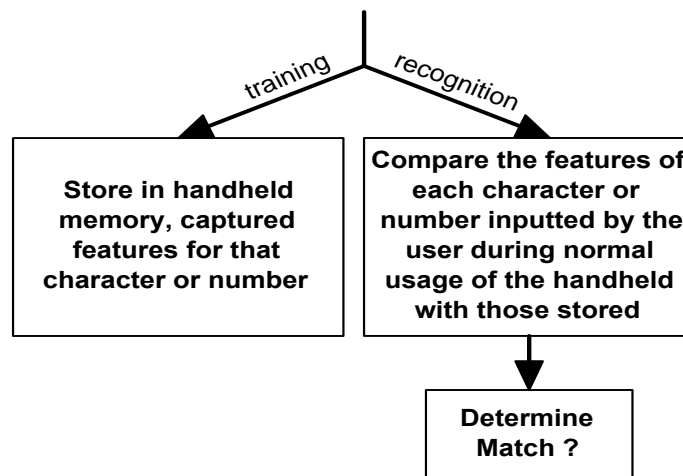 training
recognition
Store in handheld
memory, captured
features for that
character or number
Compare the features of
each character or
number inputted by the
user during normal
usage of the handheld
with those stored
Determine
Match ?